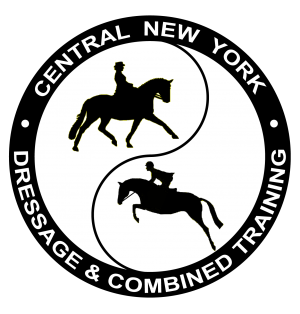 CENTRAL NEW YORK
DRESSAGE & COMBINED TRAINING